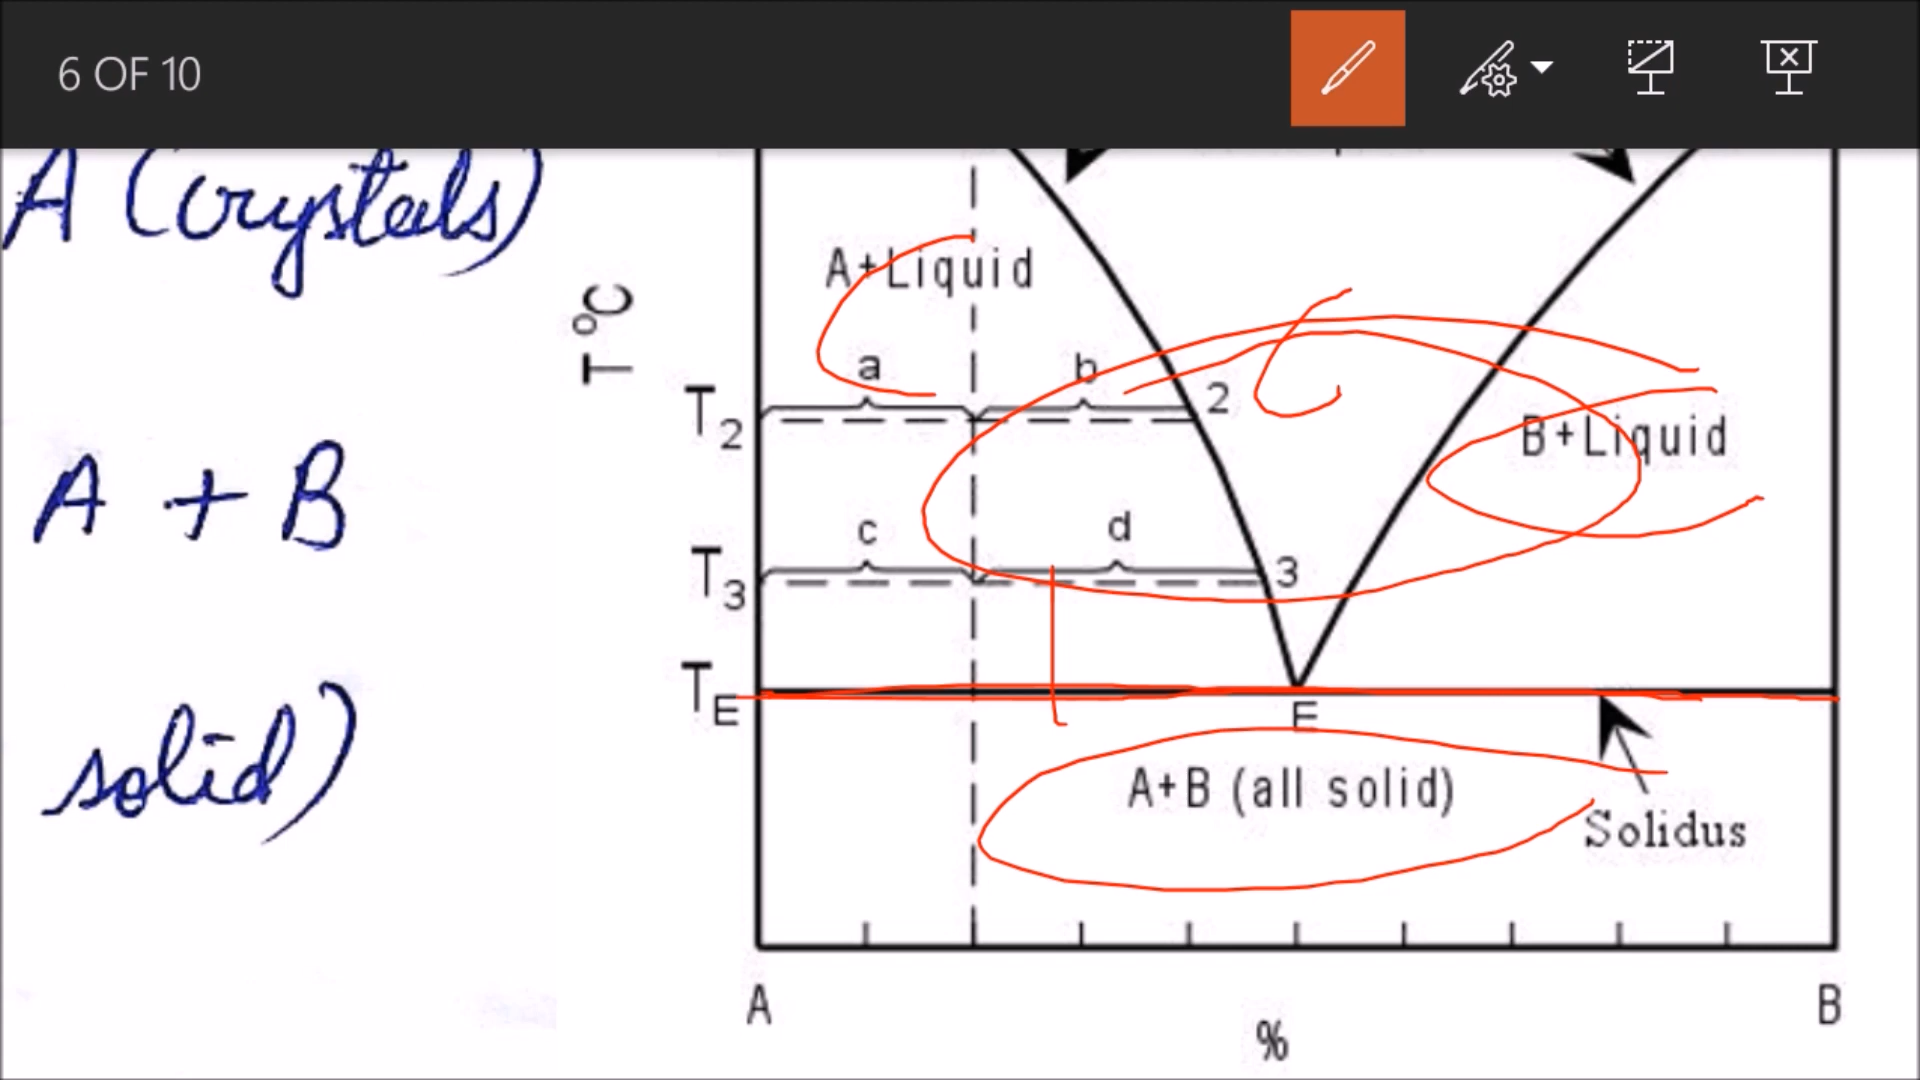 6 OF 10
A (crystals)
A + B
solid)
T°C
A+Liquid
a
b
2
T2
B+Liquid
c
d
3
T3
TE
E
A+B (all solid)
Solidus
A
B
%